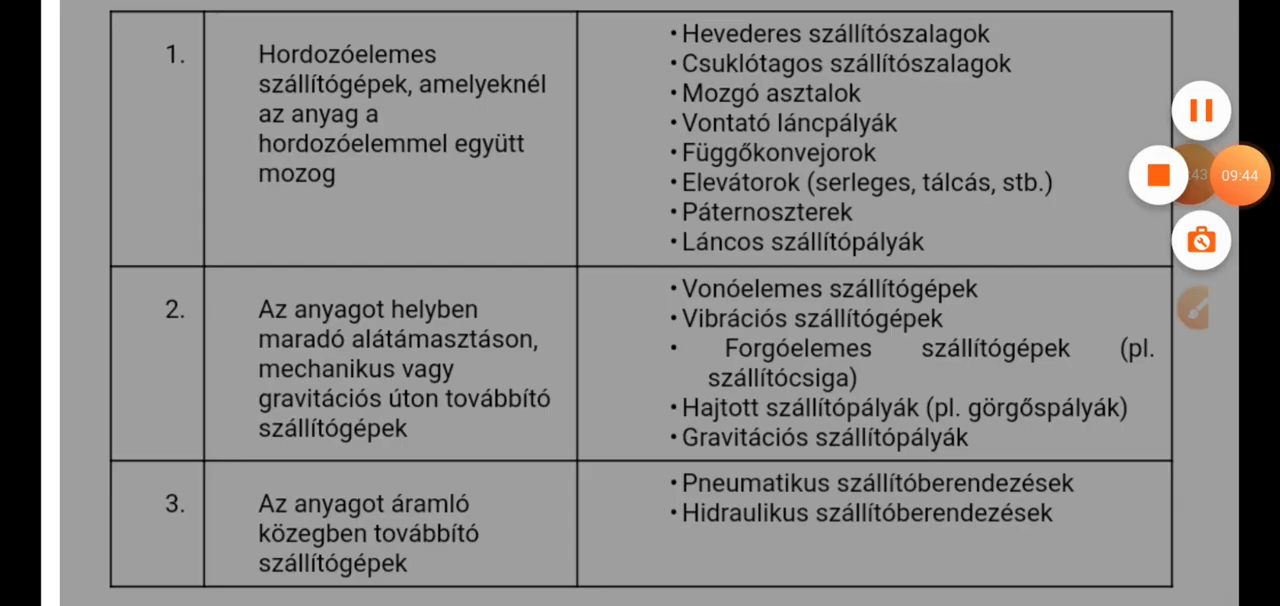 1.
Hordozóelemes
szállítógépek, amelyeknél
az anyag a
hordozóelemmel együtt
mozog
• Hevederes szállítószalagok
• Csuklótagos szállítószalagok
• Mozgó asztalok
• Vontató láncpályák
• Függőkonvejorok
• Elevátorok (serleges, tálcás, stb.)
• Páternoszterek
• Láncos szállítópályák
2.
Az anyagot helyben
maradó alátámasztáson,
mechanikus vagy
gravitációs úton továbbító
szállítógépek
• Vonóelemes szállítógépek
• Vibrációs szállítógépek
• Forgóelemes szállítógépek (pl.
szállítócsiga)
• Hajtott szállítópályák (pl. görgőspályák)
• Gravitációs szállítópályák
3.
Az anyagot áramló
közegben továbbító
szállítógépek
• Pneumatikus szállítóberendezések
• Hidraulikus szállítóberendezések
:43 09:44